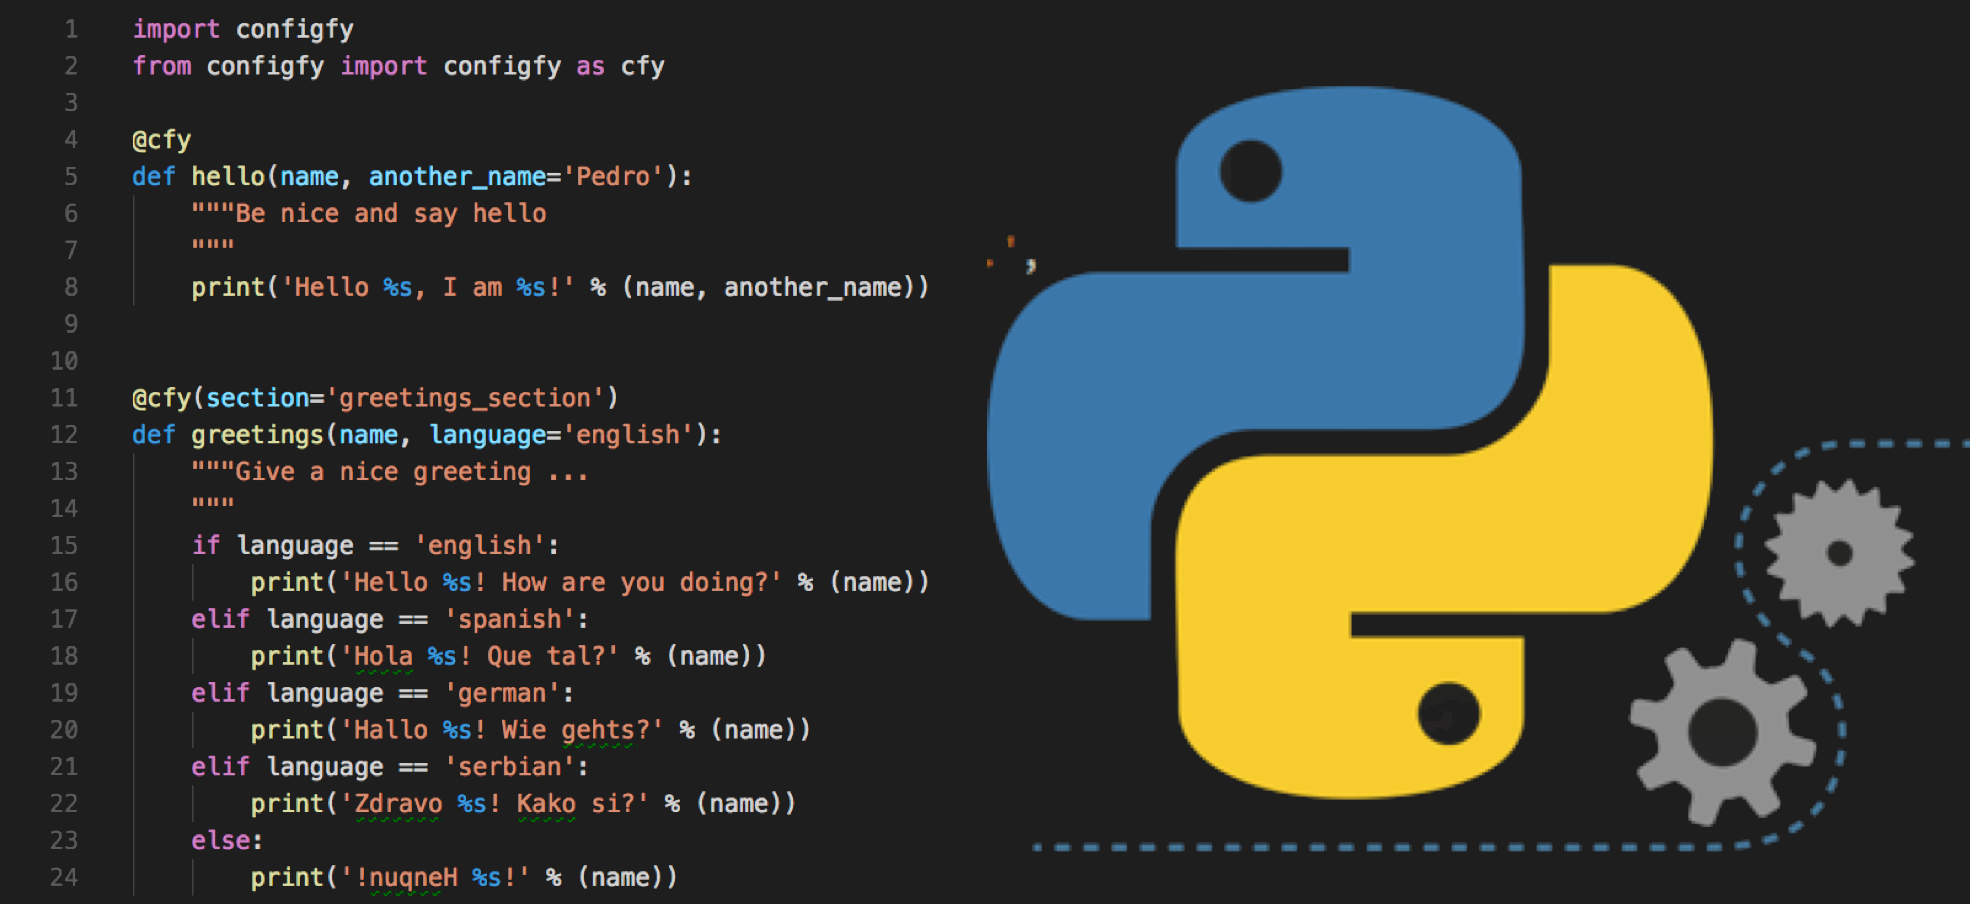 1 import configfy
2 from configfy import configfy as cfy
3
4 @cfy
5 def hello(name, another_name='Pedro'):
6     """Be nice and say hello
7     """
8     print('Hello %s, I am %s!' % (name, another_name))
9
10
11 @cfy(section='greetings_section')
12 def greetings(name, language='english'):
13     """Give a nice greeting ...
14     """
15     if language == 'english':
16         print('Hello %s! How are you doing?' % (name))
17     elif language == 'spanish':
18         print('Hola %s! Que tal?' % (name))
19     elif language == 'german':
20         print('Hallo %s! Wie gehts?' % (name))
21     elif language == 'serbian':
22         print('Zdravo %s! Kako si?' % (name))
23     else:
24         print('!nuqneH %s!' % (name))